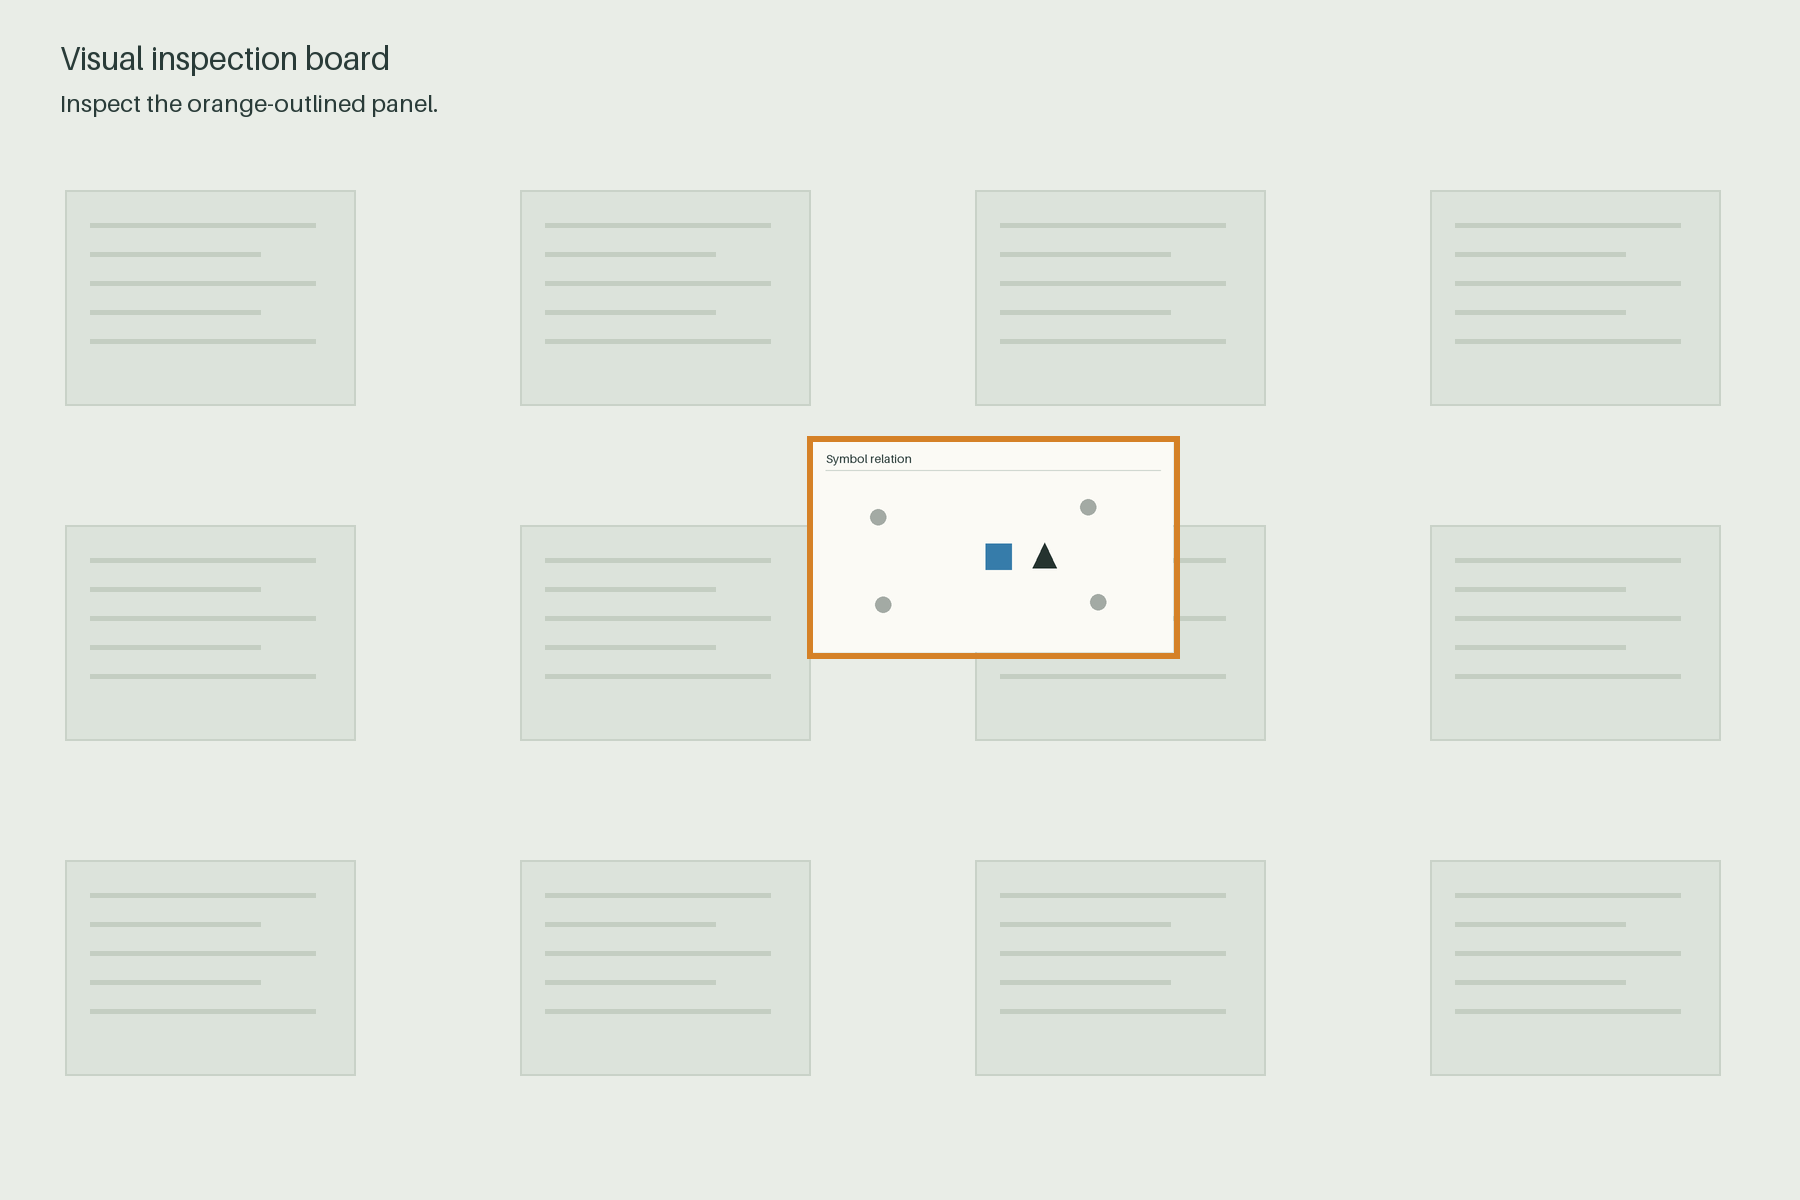 Visual inspection board
Inspect the orange-outlined panel.
Symbol relation